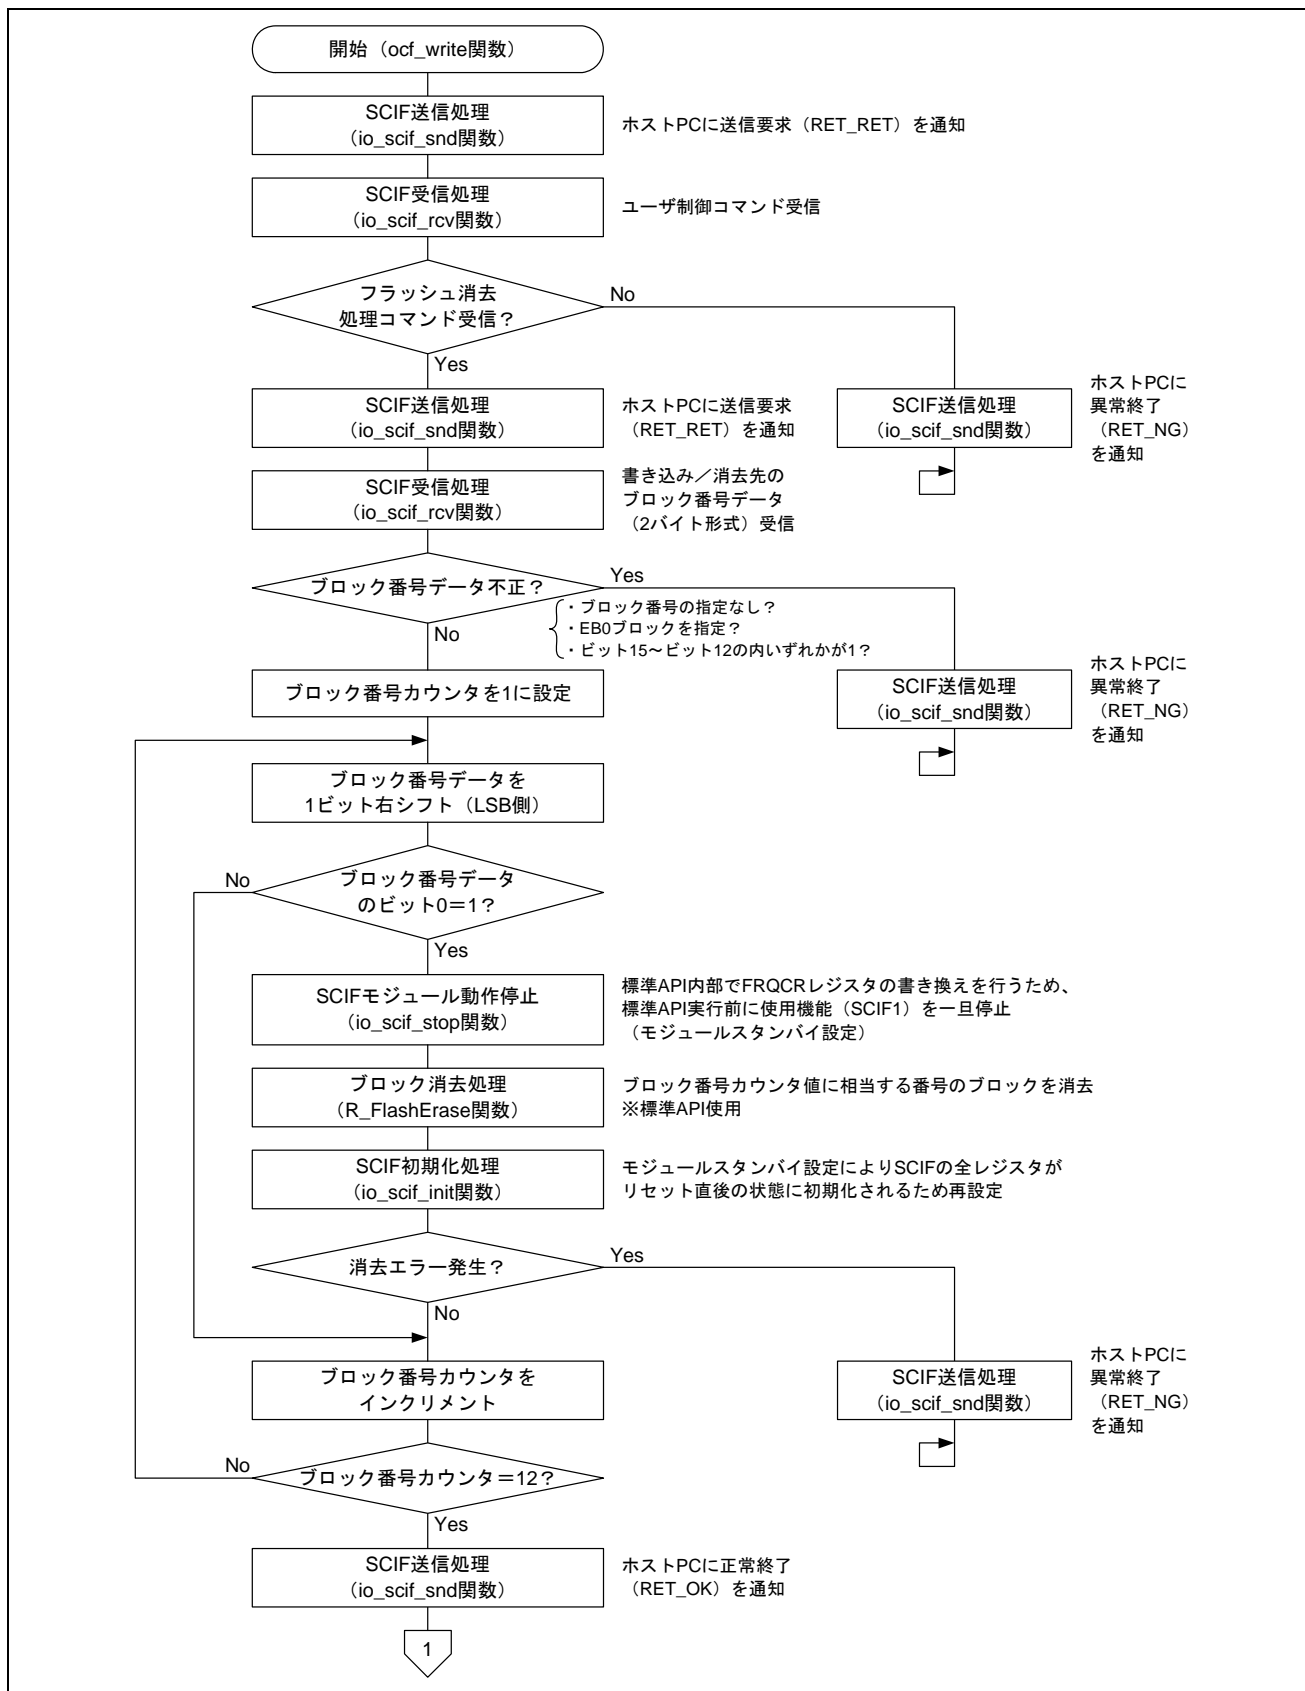 開始（ocf_write関数）
SCIF送信処理
（io_scif_snd関数）
ホストPCに送信要求（RET_RET）を通知
SCIF受信処理
（io_scif_rcv関数）
ユーザ制御コマンド受信
フラッシュ消去
処理コマンド受信？
No
Yes
SCIF送信処理
（io_scif_snd関数）
ホストPCに送信要求
（RET_RET）を通知
SCIF送信処理
（io_scif_snd関数）
ホストPCに
異常終了
（RET_NG）
を通知
SCIF受信処理
（io_scif_rcv関数）
書き込み／消去先の
ブロック番号データ
（2バイト形式）受信
ブロック番号データ不正？
Yes
No
・ブロック番号の指定なし？
・EB0ブロックを指定？
・ビット15～ビット12の内いずれかが1？
ブロック番号カウンタを1に設定
SCIF送信処理
（io_scif_snd関数）
ホストPCに
異常終了
（RET_NG）
を通知
ブロック番号データを
1ビット右シフト（LSB側）
ブロック番号データ
のビット0＝1？
No
Yes
SCIFモジュール動作停止
（io_scif_stop関数）
標準API内部でFRQCRレジスタの書き換えを行うため、
標準API実行前に使用機能（SCIF1）を一旦停止
（モジュールスタンバイ設定）
ブロック消去処理
（R_FlashErase関数）
ブロック番号カウンタ値に相当する番号のブロックを消去
※標準API使用
SCIF初期化処理
（io_scif_init関数）
モジュールスタンバイ設定によりSCIFの全レジスタが
リセット直後の状態に初期化されるため再設定
消去エラー発生？
Yes
No
ブロック番号カウンタを
インクリメント
SCIF送信処理
（io_scif_snd関数）
ホストPCに
異常終了
（RET_NG）
を通知
ブロック番号カウンタ＝12？
No
Yes
SCIF送信処理
（io_scif_snd関数）
ホストPCに正常終了
（RET_OK）を通知
1